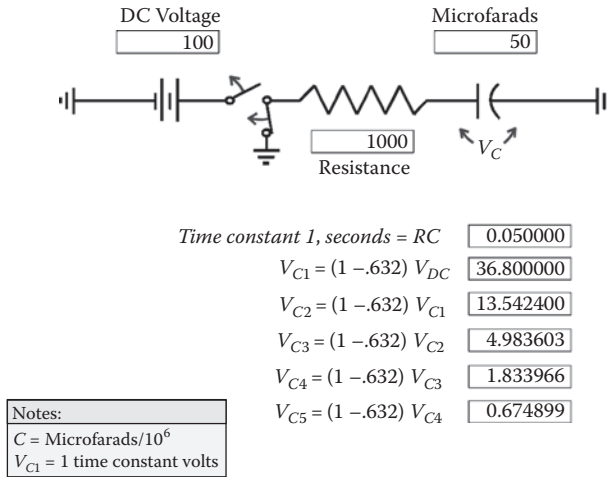 DC Voltage
Microfarads
100
50
V_C
1000
Resistance
Time constant 1, seconds = RC 0.050000
V_C1 = (1 –.632) V_DC 36.800000
V_C2 = (1 –.632) V_C1 13.542400
V_C3 = (1 –.632) V_C2 4.983603
V_C4 = (1 –.632) V_C3 1.833966
V_C5 = (1 –.632) V_C4 0.674899
Notes:
C = Microfarads/10^6
V_C1 = 1 time constant volts